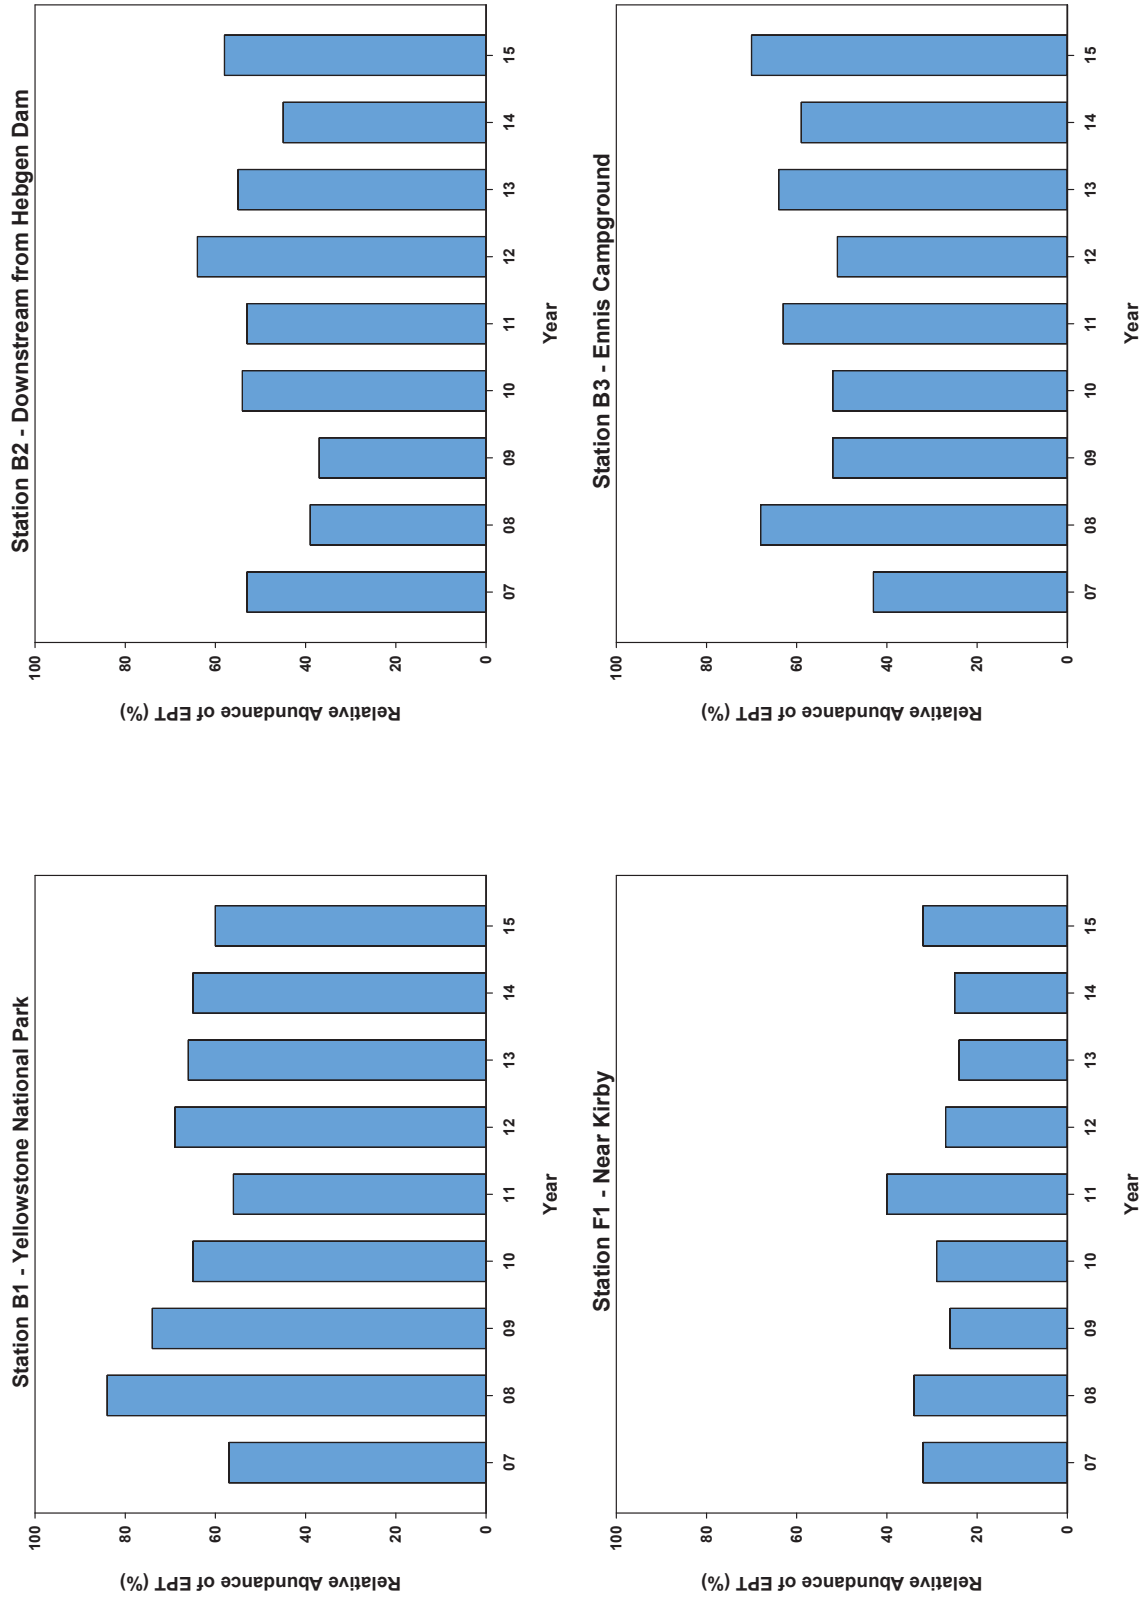 Station B1 - Yellowstone National Park
Relative Abundance of EPT (%)
100
80
60
40
20
0
07 08 09 10 11 12 13 14 15
Year
Station B2 - Downstream from Hebgen Dam
Relative Abundance of EPT (%)
100
80
60
40
20
0
07 08 09 10 11 12 13 14 15
Year
Station F1 - Near Kirby
Relative Abundance of EPT (%)
100
80
60
40
20
0
07 08 09 10 11 12 13 14 15
Year
Station B3 - Ennis Campground
Relative Abundance of EPT (%)
100
80
60
40
20
0
07 08 09 10 11 12 13 14 15
Year